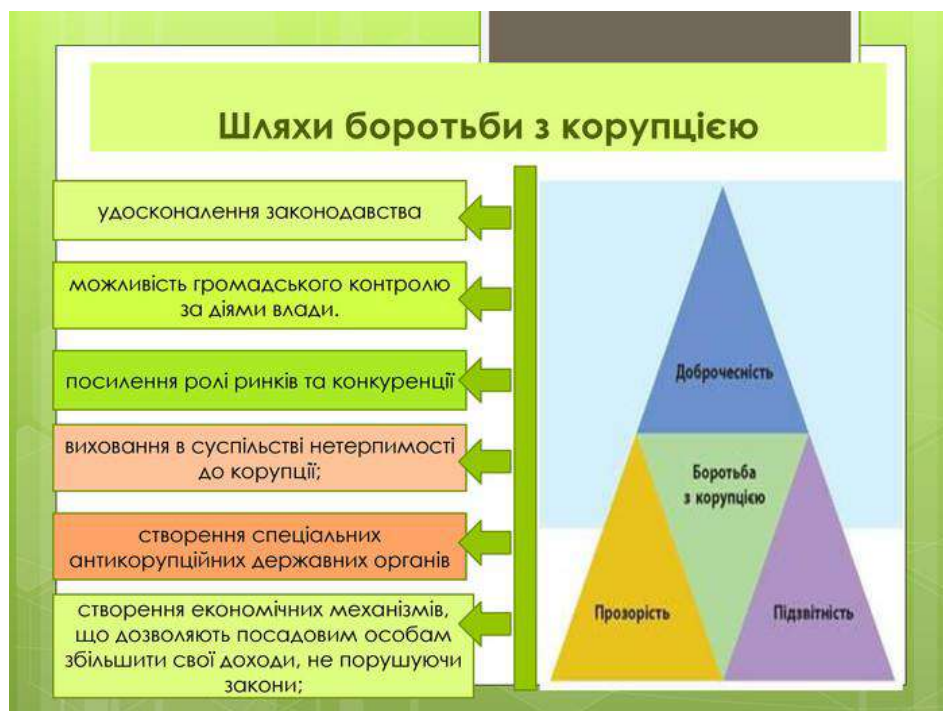 Шляхи боротьби з корупцією
удосконалення законодавства
можливість громадського контролю
за діями влади.
посилення ролі ринків та конкуренції
виховання в суспільстві нетерпимості
до корупції;
створення спеціальних
антикорупційних державних органів
створення економічних механізмів,
що дозволяють посадовим особам
збільшити свої доходи, не порушуючи
закони;
Доброчесність
Боротьба
з корупцією
Прозорість
Підзвітність